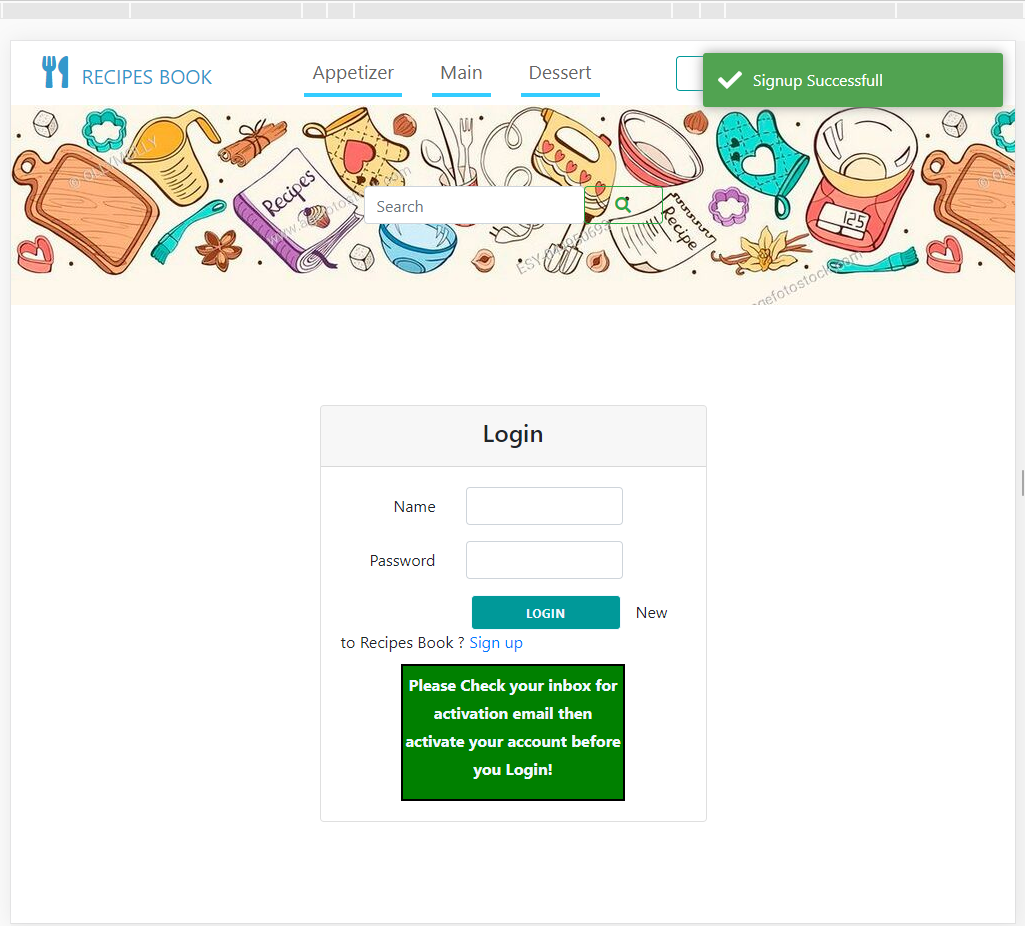 RECIPES BOOK
Appetizer
Main
Dessert
Signup Successfull
Recipes
Search
125
Recipe
Login
Name
Password
LOGIN
New
to Recipes Book ? Sign up
Please Check your inbox for
activation email then
activate your account before
you Login!